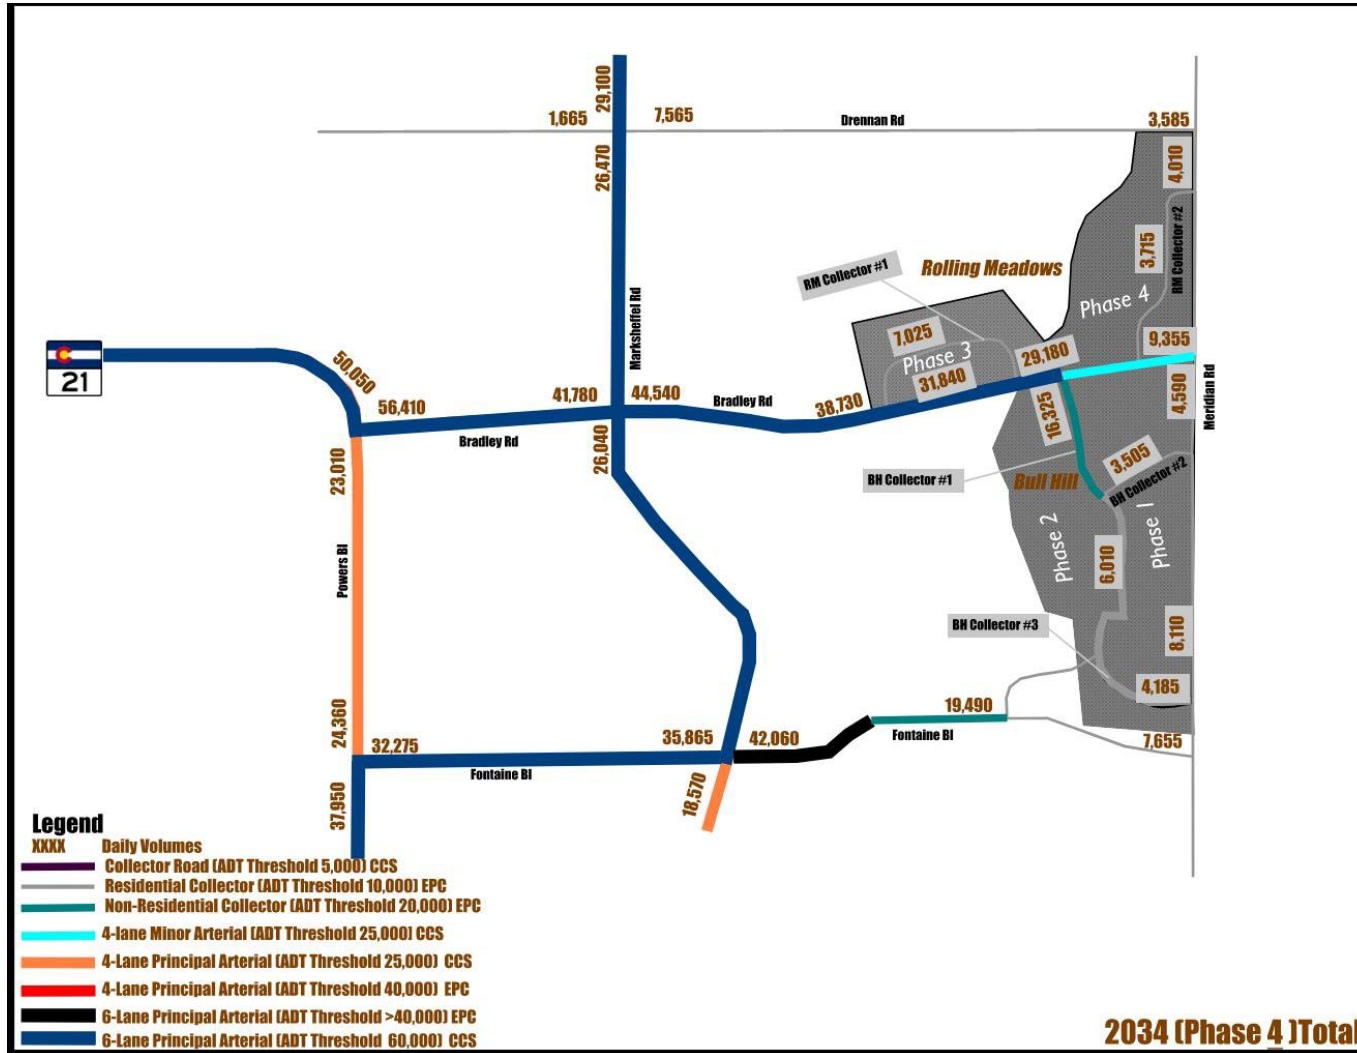 29,100
1,665
7,565
Drennan Rd
3,585
26,470
4,010
RM Collector #2
3,715
RM Collector #1
Rolling Meadows
Phase 4
Marksheffel Rd
7,025
Phase 3
29,180
9,355
21
50,050
31,840
56,410
41,780
44,540
Bradley Rd
38,730
16,325
4,590
Meridian Rd
Bradley Rd
26,040
23,010
BH Collector #1
Bull Hill
3,505
BH Collector #2
Powers Bl
Phase 2
6,010
Phase 1
BH Collector #3
8,110
4,185
24,360
32,275
35,865
42,060
19,490
Fontaine Bl
7,655
Fontaine Bl
37,950
18,570
Legend
XXXX Daily Volumes
Collector Road (ADT Threshold 5,000) CCS
Residential Collector (ADT Threshold 10,000) EPC
Non-Residential Collector (ADT Threshold 20,000) EPC
4-lane Minor Arterial (ADT Threshold 25,000) CCS
4-Lane Principal Arterial (ADT Threshold 25,000) CCS
4-Lane Principal Arterial (ADT Threshold 40,000) EPC
6-Lane Principal Arterial (ADT Threshold >40,000) EPC
6-Lane Principal Arterial (ADT Threshold 60,000) CCS
2034 (Phase 4 )Total